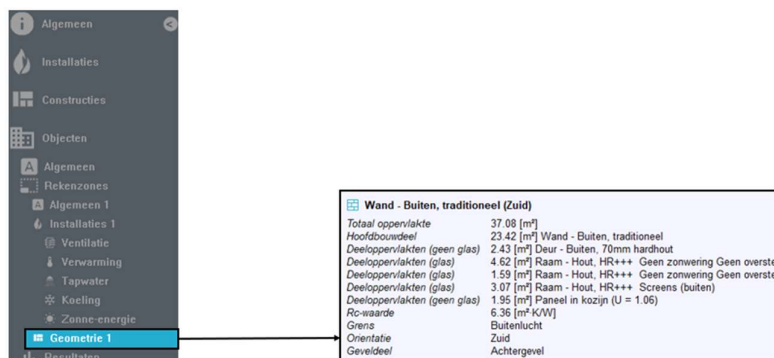 Algemeen
Installaties
Constructies
Objecten
Algemeen
Rekenzones
Algemeen 1
Installaties 1
Ventilatie
Verwarming
Tapwater
Koeling
Zonne-energie
Geometrie 1
Resultaten
Wand - Buiten, traditioneel (Zuid)
Totaal oppervlakte 37.08 [m²]
Hoofdbouwdeel 23.42 [m²] Wand - Buiten, traditioneel
Deeloppervlakten (geen glas) 2.43 [m²] Deur - Buiten, 70mm hardhout
Deeloppervlakten (glas) 4.62 [m²] Raam - Hout, HR+++ Geen zonwering Geen overste
Deeloppervlakten (glas) 1.59 [m²] Raam - Hout, HR+++ Geen zonwering Geen overste
Deeloppervlakten (glas) 3.07 [m²] Raam - Hout, HR+++ Screens (buiten)
Deeloppervlakten (geen glas) 1.95 [m²] Paneel in kozijn (U = 1.06)
Rc-waarde 6.36 [m²·K/W]
Grens Buitenlucht
Orientatie Zuid
Geveldeel Achtergevel